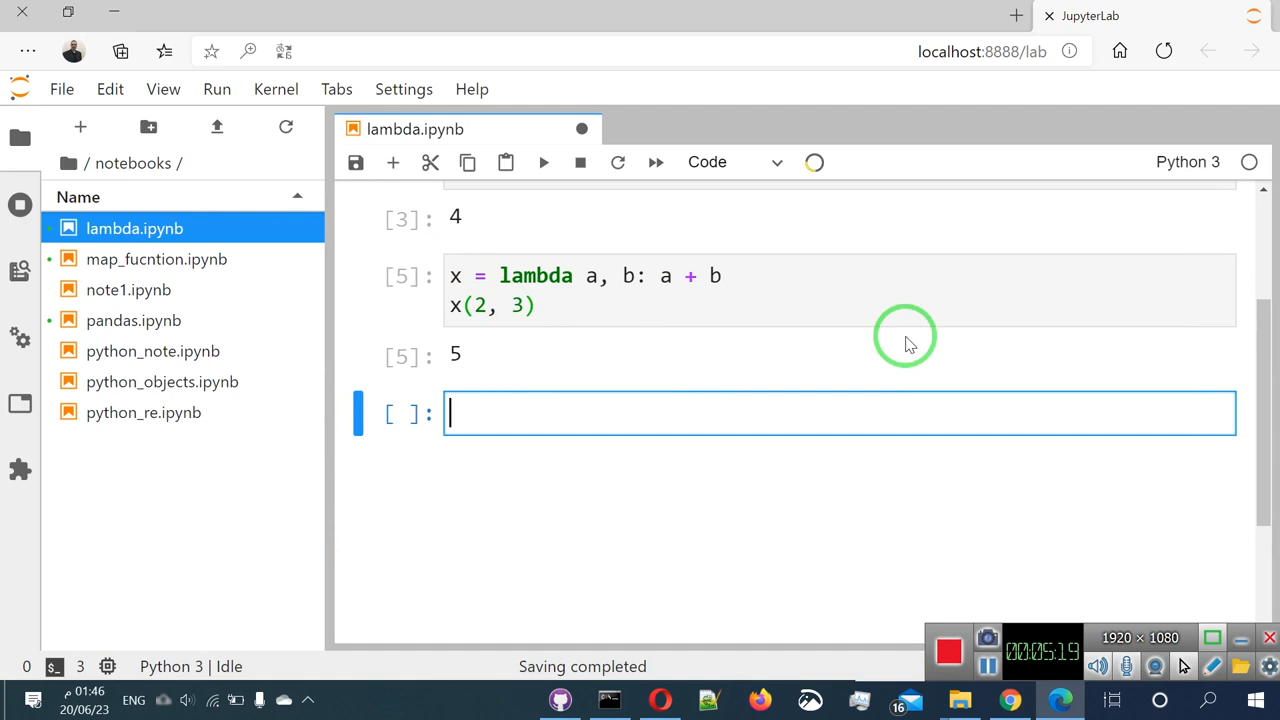 JupyterLab
localhost:8888/lab
File Edit View Run Kernel Tabs Settings Help
lambda.ipynb
Code
Python 3
/ notebooks /
Name
lambda.ipynb
map_fucntion.ipynb
note1.ipynb
pandas.ipynb
python_note.ipynb
python_objects.ipynb
python_re.ipynb
[3]: 4
[5]: x = lambda a, b: a + b
x(2, 3)
[5]: 5
[ ]:
00:05:19
1920 × 1080
0 $_ 3 Python 3 | Idle
Saving completed
01:46 م
ENG
20/06/23
16